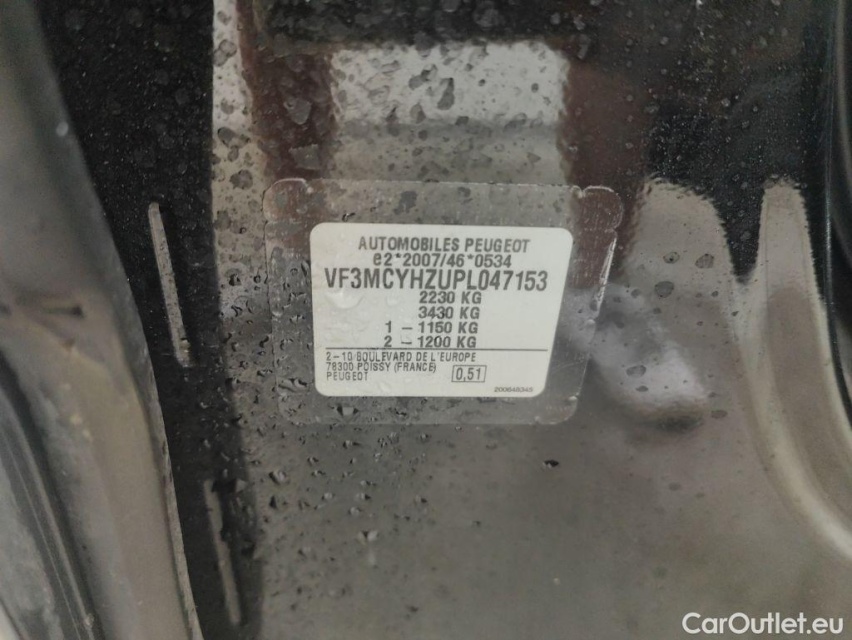 AUTOMOBILES PEUGEOT
e2*2007/46*0534
VF3MCYHZUPL047153
2230 KG
3430 KG
1 – 1150 KG
2 – 1200 KG
2–10 BOULEVARD DE L'EUROPE
78300 POISSY (FRANCE)
PEUGEOT 0,51
CarOutlet.eu